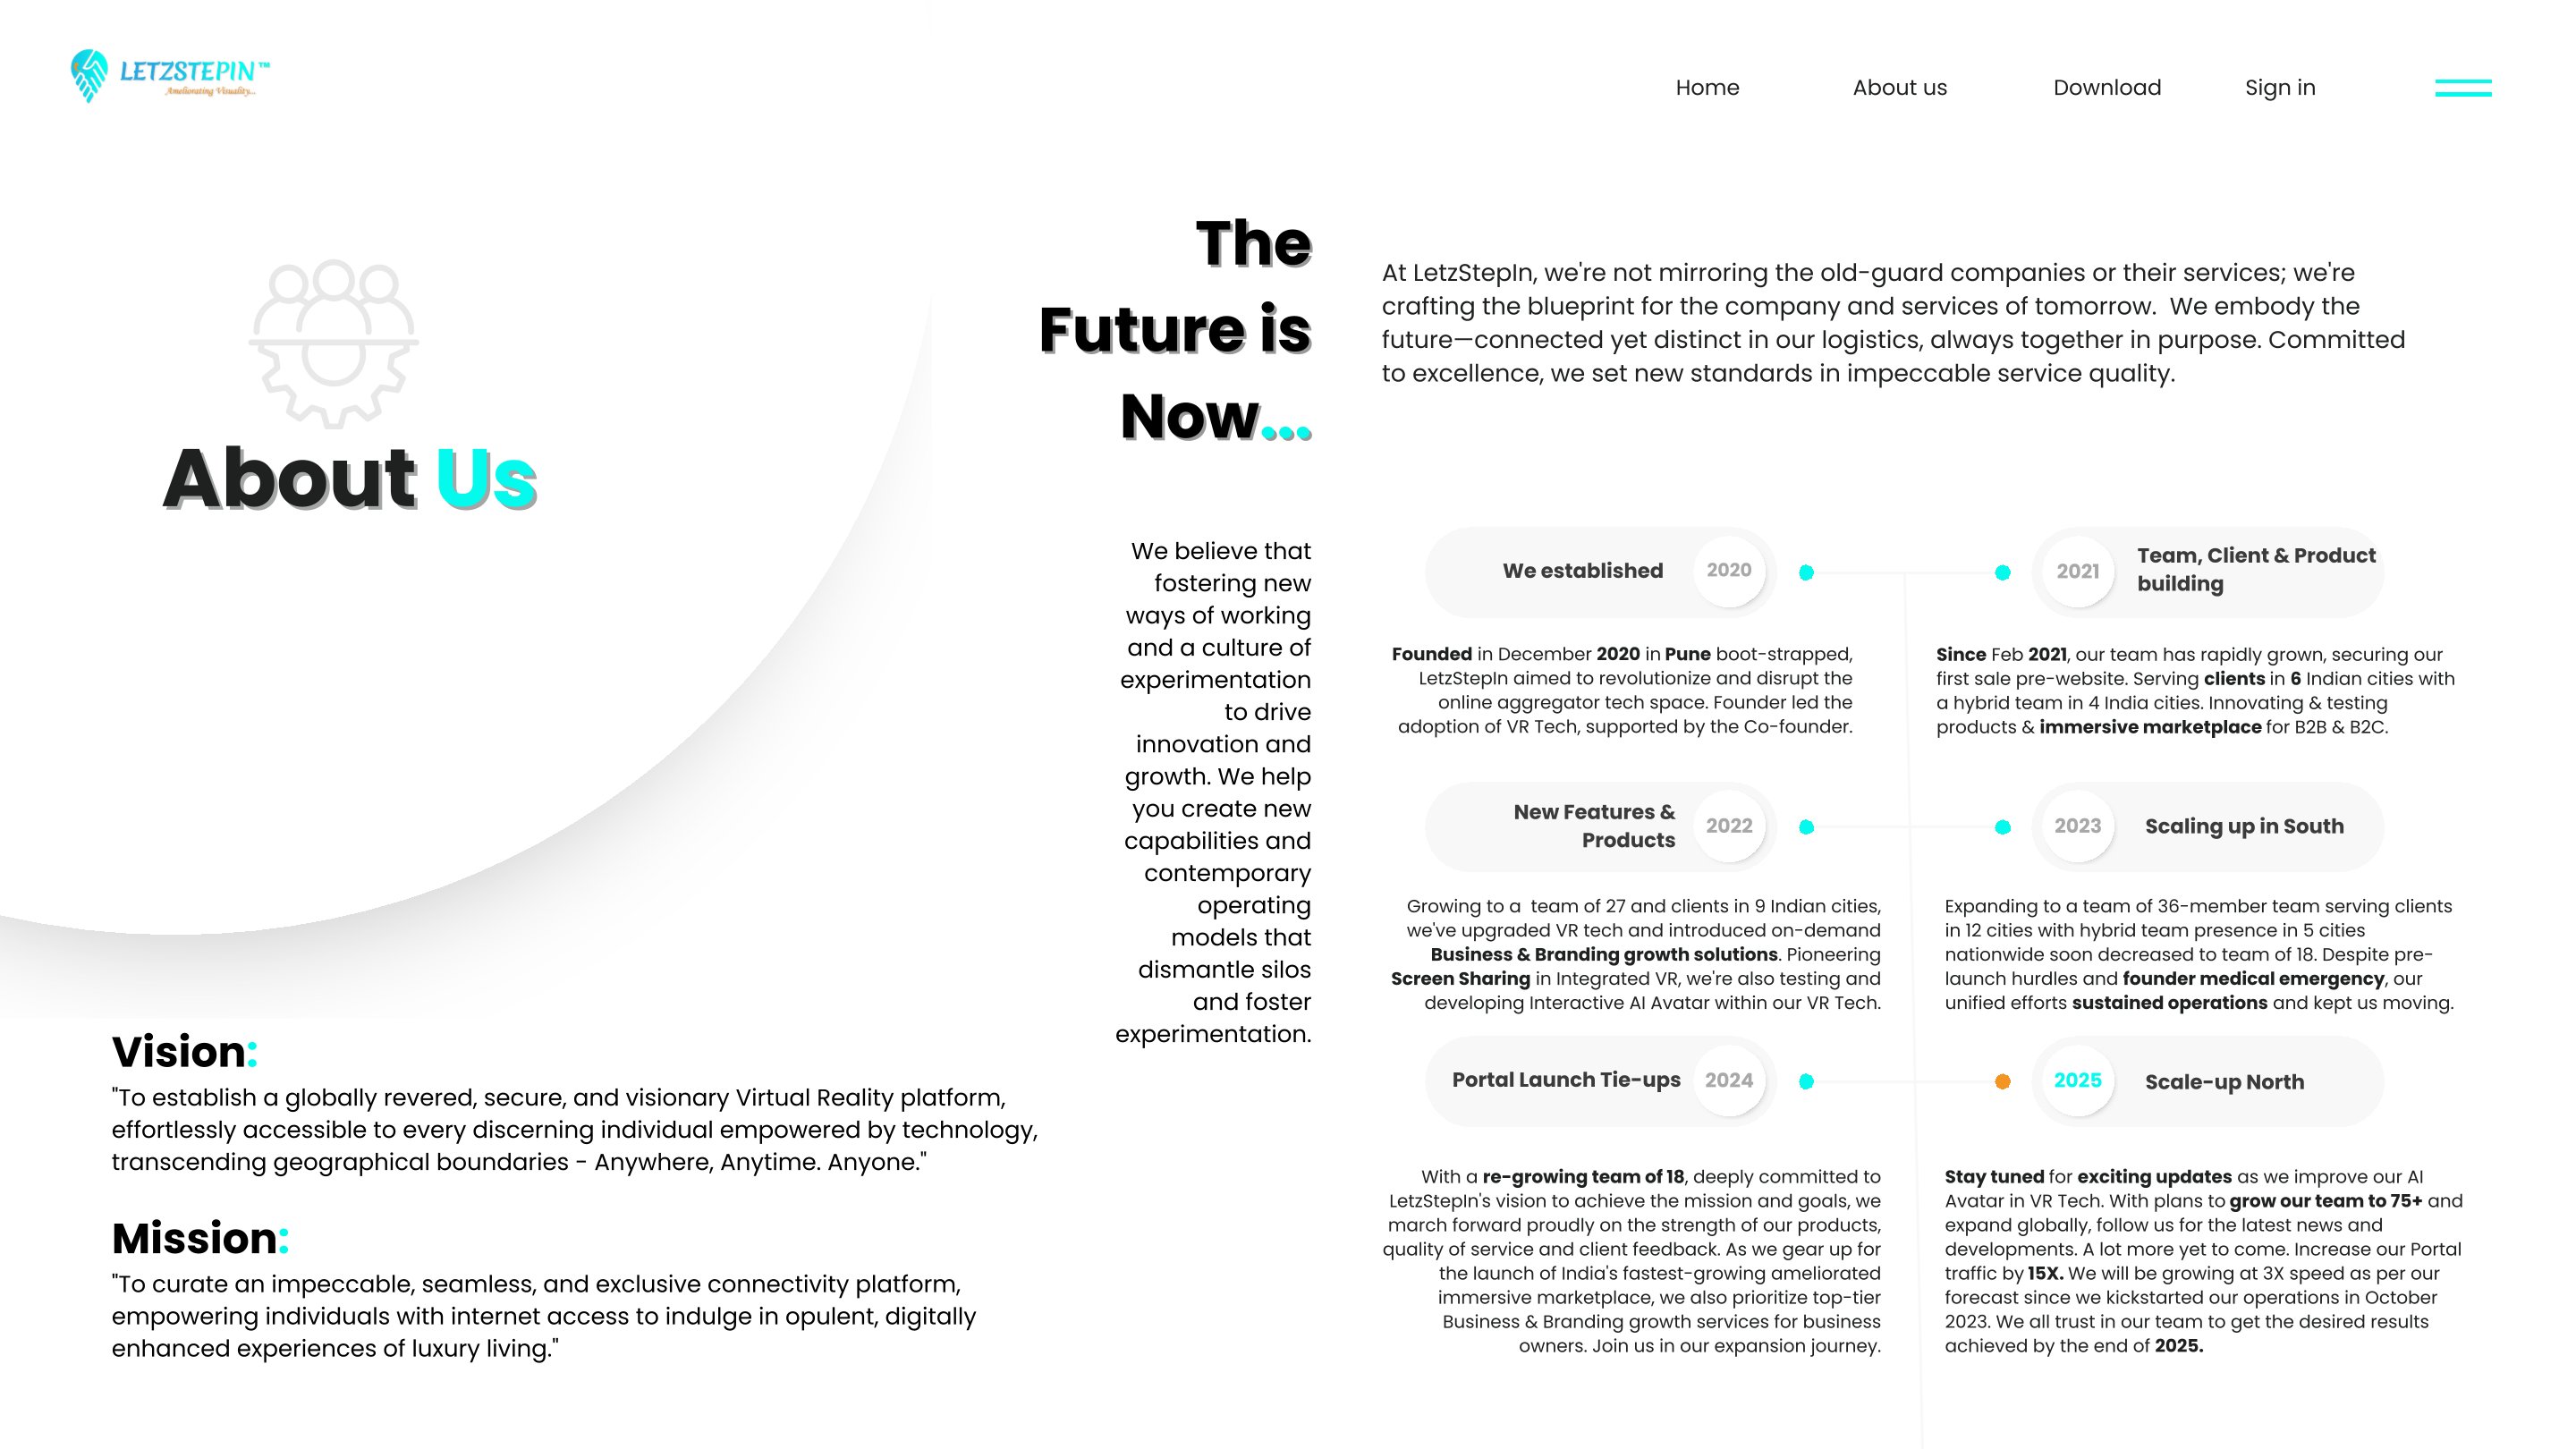 LETZSTEPIN™
Ameliorating Visuality...
Home
About us
Download
Sign in
About Us
The
Future is
Now...
At LetzStepIn, we're not mirroring the old-guard companies or their services; we're
crafting the blueprint for the company and services of tomorrow.  We embody the
future—connected yet distinct in our logistics, always together in purpose. Committed
to excellence, we set new standards in impeccable service quality.
We believe that
fostering new
ways of working
and a culture of
experimentation
to drive
innovation and
growth. We help
you create new
capabilities and
contemporary
operating
models that
dismantle silos
and foster
experimentation.
We established
2020
Founded in December 2020 in Pune boot-strapped,
LetzStepIn aimed to revolutionize and disrupt the
online aggregator tech space. Founder led the
adoption of VR Tech, supported by the Co-founder.
2021
Team, Client & Product
building
Since Feb 2021, our team has rapidly grown, securing our
first sale pre-website. Serving clients in 6 Indian cities with
a hybrid team in 4 India cities. Innovating & testing
products & immersive marketplace for B2B & B2C.
New Features &
Products
2022
Growing to a  team of 27 and clients in 9 Indian cities,
we've upgraded VR tech and introduced on-demand
Business & Branding growth solutions. Pioneering
Screen Sharing in Integrated VR, we're also testing and
developing Interactive AI Avatar within our VR Tech.
2023
Scaling up in South
Expanding to a team of 36-member team serving clients
in 12 cities with hybrid team presence in 5 cities
nationwide soon decreased to team of 18. Despite pre-
launch hurdles and founder medical emergency, our
unified efforts sustained operations and kept us moving.
Portal Launch Tie-ups
2024
With a re-growing team of 18, deeply committed to
LetzStepIn's vision to achieve the mission and goals, we
march forward proudly on the strength of our products,
quality of service and client feedback. As we gear up for
the launch of India's fastest-growing ameliorated
immersive marketplace, we also prioritize top-tier
Business & Branding growth services for business
owners. Join us in our expansion journey.
2025
Scale-up North
Stay tuned for exciting updates as we improve our AI
Avatar in VR Tech. With plans to grow our team to 75+ and
expand globally, follow us for the latest news and
developments. A lot more yet to come. Increase our Portal
traffic by 15X. We will be growing at 3X speed as per our
forecast since we kickstarted our operations in October
2023. We all trust in our team to get the desired results
achieved by the end of 2025.
Vision:
"To establish a globally revered, secure, and visionary Virtual Reality platform,
effortlessly accessible to every discerning individual empowered by technology,
transcending geographical boundaries - Anywhere, Anytime. Anyone."
Mission:
"To curate an impeccable, seamless, and exclusive connectivity platform,
empowering individuals with internet access to indulge in opulent, digitally
enhanced experiences of luxury living."